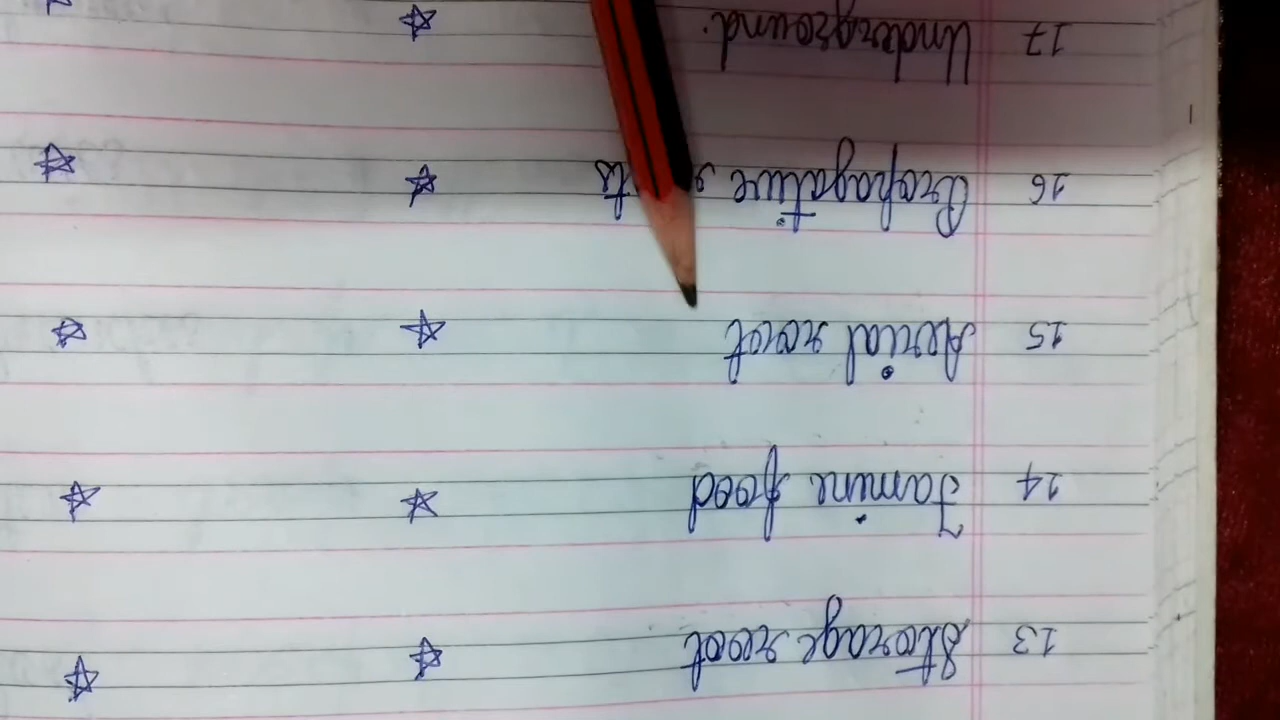 13 Storage root
14 Famine food
15 Aerial root
16 Propagative
17 Underground.